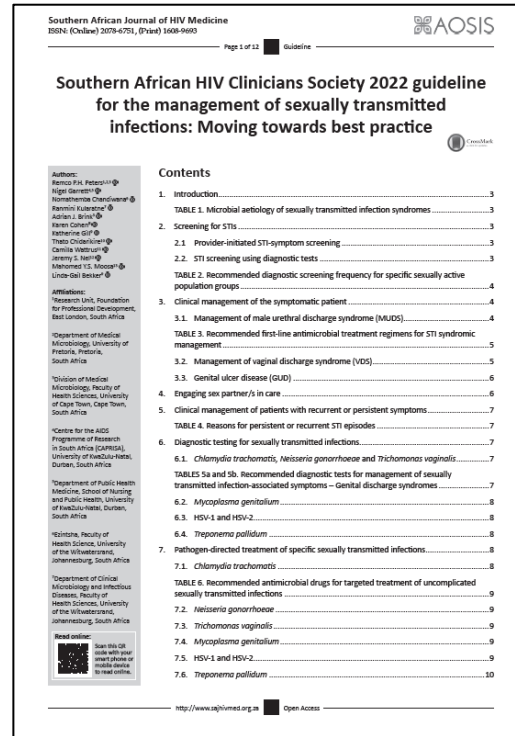 Southern African Journal of HIV Medicine
ISSN: (Online) 2078-6751, (Print) 1608-9693
AOSIS
Page 1 of 12 Guideline
Southern African HIV Clinicians Society 2022 guideline
for the management of sexually transmitted
infections: Moving towards best practice
CrossMark
Authors:
Remco P.H. Peters
Nigel Garrett
Nomathemba Chandiwana
Ranmini Kularatne
Adrian J. Brink
Karen Cohen
Katherine Gill
Thato Chidarikire
Camilla Wattrus
Jeremy S. Nel
Mahomed Y.S. Moosa
Linda-Gail Bekker
Affiliations:
¹Research Unit, Foundation
for Professional Development,
East London, South Africa
²Department of Medical
Microbiology, University of
Pretoria, Pretoria,
South Africa
³Division of Medical
Microbiology, Faculty of
Health Sciences, University
of Cape Town, Cape Town,
South Africa
⁴Centre for the AIDS
Programme of Research
in South Africa (CAPRISA),
University of KwaZulu-Natal,
Durban, South Africa
⁵Department of Public Health
Medicine, School of Nursing
and Public Health, University
of KwaZulu-Natal, Durban,
South Africa
⁶Ezintsha, Faculty of
Health Science, University
of the Witwatersrand,
Johannesburg, South Africa
⁷Department of Clinical
Microbiology and Infectious
Diseases, Faculty of
Health Sciences, University
of the Witwatersrand,
Johannesburg, South Africa
Read online:
Scan this QR
code with your
smart phone or
mobile device
to read online.
Contents
1. Introduction 3
TABLE 1. Microbial aetiology of sexually transmitted infection syndromes 3
2. Screening for STIs 3
2.1 Provider-initiated STI-symptom screening 3
2.2. STI screening using diagnostic tests 3
TABLE 2. Recommended diagnostic screening frequency for specific sexually active
population groups 4
3. Clinical management of the symptomatic patient 4
3.1. Management of male urethral discharge syndrome (MUDS) 4
TABLE 3. Recommended first-line antimicrobial treatment regimens for STI syndromic
management 5
3.2. Management of vaginal discharge syndrome (VDS) 5
3.3. Genital ulcer disease (GUD) 6
4. Engaging sex partner/s in care 6
5. Clinical management of patients with recurrent or persistent symptoms 7
TABLE 4. Reasons for persistent or recurrent STI episodes 7
6. Diagnostic testing for sexually transmitted infections 7
6.1. Chlamydia trachomatis, Neisseria gonorrhoeae and Trichomonas vaginalis 7
TABLES 5a and 5b. Recommended diagnostic tests for management of sexually
transmitted infection-associated symptoms – Genital discharge syndromes 7
6.2. Mycoplasma genitalium 8
6.3. HSV-1 and HSV-2 8
6.4. Treponema pallidum 8
7. Pathogen-directed treatment of specific sexually transmitted infections 8
7.1. Chlamydia trachomatis 8
TABLE 6. Recommended antimicrobial drugs for targeted treatment of uncomplicated
sexually transmitted infections 9
7.2. Neisseria gonorrhoeae 9
7.3. Trichomonas vaginalis 9
7.4. Mycoplasma genitalium 9
7.5. HSV-1 and HSV-2 9
7.6. Treponema pallidum 10
http://www.sajhivmed.org.za Open Access